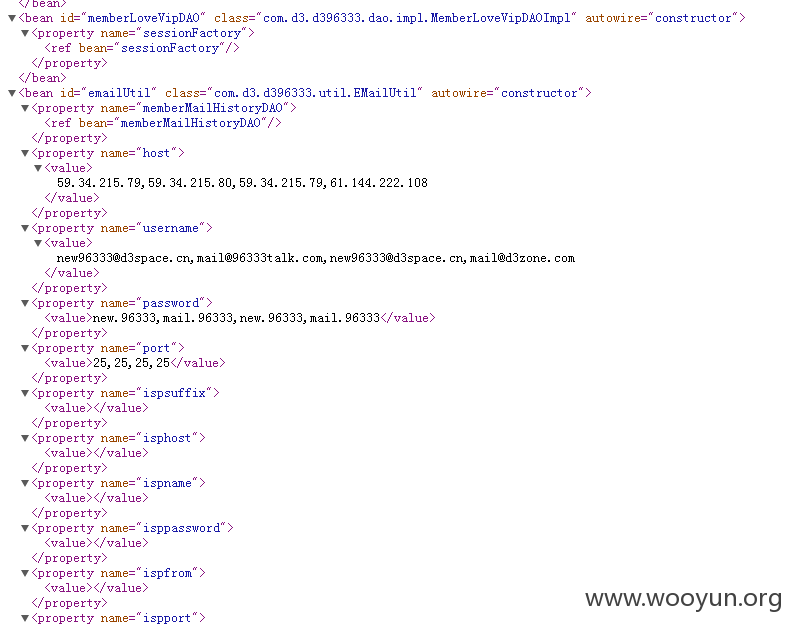 </bean>
▼<bean id="memberLoveVipDAO" class="com.d3.d396333.dao.impl.MemberLoveVipDAOImpl" autowire="constructor">
▼<property name="sessionFactory">
<ref bean="sessionFactory"/>
</property>
</bean>
▼<bean id="emailUtil" class="com.d3.d396333.util.EMailUtil" autowire="constructor">
▼<property name="memberMailHistoryDAO">
<ref bean="memberMailHistoryDAO"/>
</property>
▼<property name="host">
▼<value>
59.34.215.79,59.34.215.80,59.34.215.79,61.144.222.108
</value>
</property>
▼<property name="username">
▼<value>
new96333@d3space.cn,mail@96333talk.com,new96333@d3space.cn,mail@d3zone.com
</value>
</property>
▼<property name="password">
<value>new.96333,mail.96333,new.96333,mail.96333</value>
</property>
▼<property name="port">
<value>25,25,25,25</value>
</property>
▼<property name="ispsuffix">
<value></value>
</property>
▼<property name="isphost">
<value></value>
</property>
▼<property name="ispname">
<value></value>
</property>
▼<property name="isppassword">
<value></value>
</property>
▼<property name="ispfrom">
<value></value>
</property>
▼<property name="ispport">
www.wooyun.org